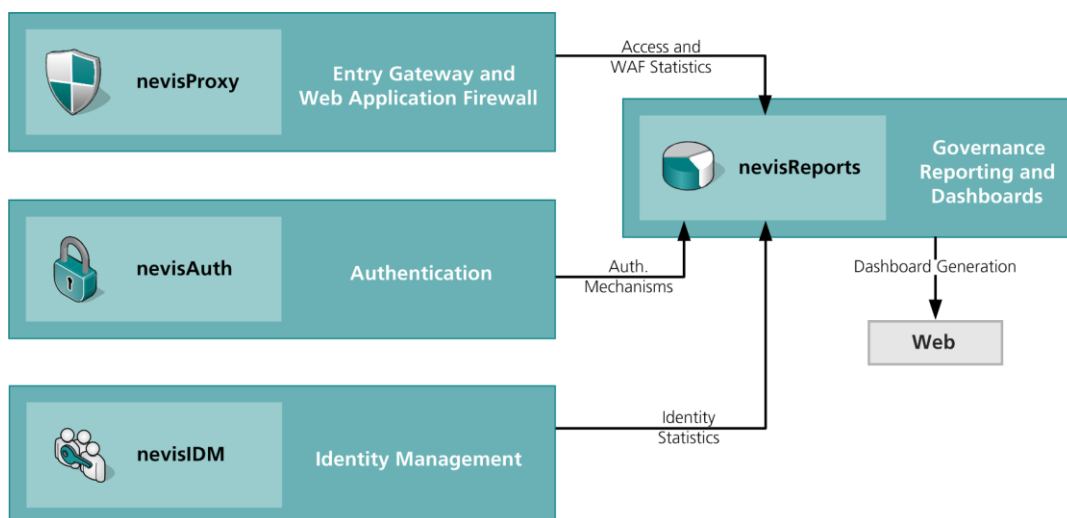 nevisProxy
Entry Gateway and
Web Application Firewall
Access and
WAF Statistics
nevisReports
Governance
Reporting and
Dashboards
nevisAuth
Authentication
Auth.
Mechanisms
Dashboard Generation
Web
nevisIDM
Identity Management
Identity
Statistics